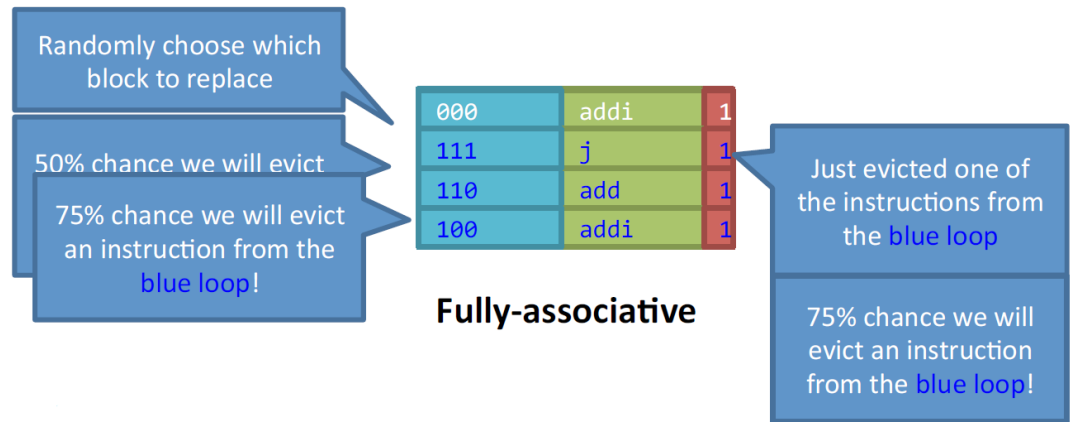 Randomly choose which
block to replace
50% chance we will evict
75% chance we will evict
an instruction from the
blue loop!
000 addi 1
111 j 1
110 add 1
100 addi 1
Fully-associative
Just evicted one of
the instructions from
the blue loop
75% chance we will
evict an instruction
from the blue loop!